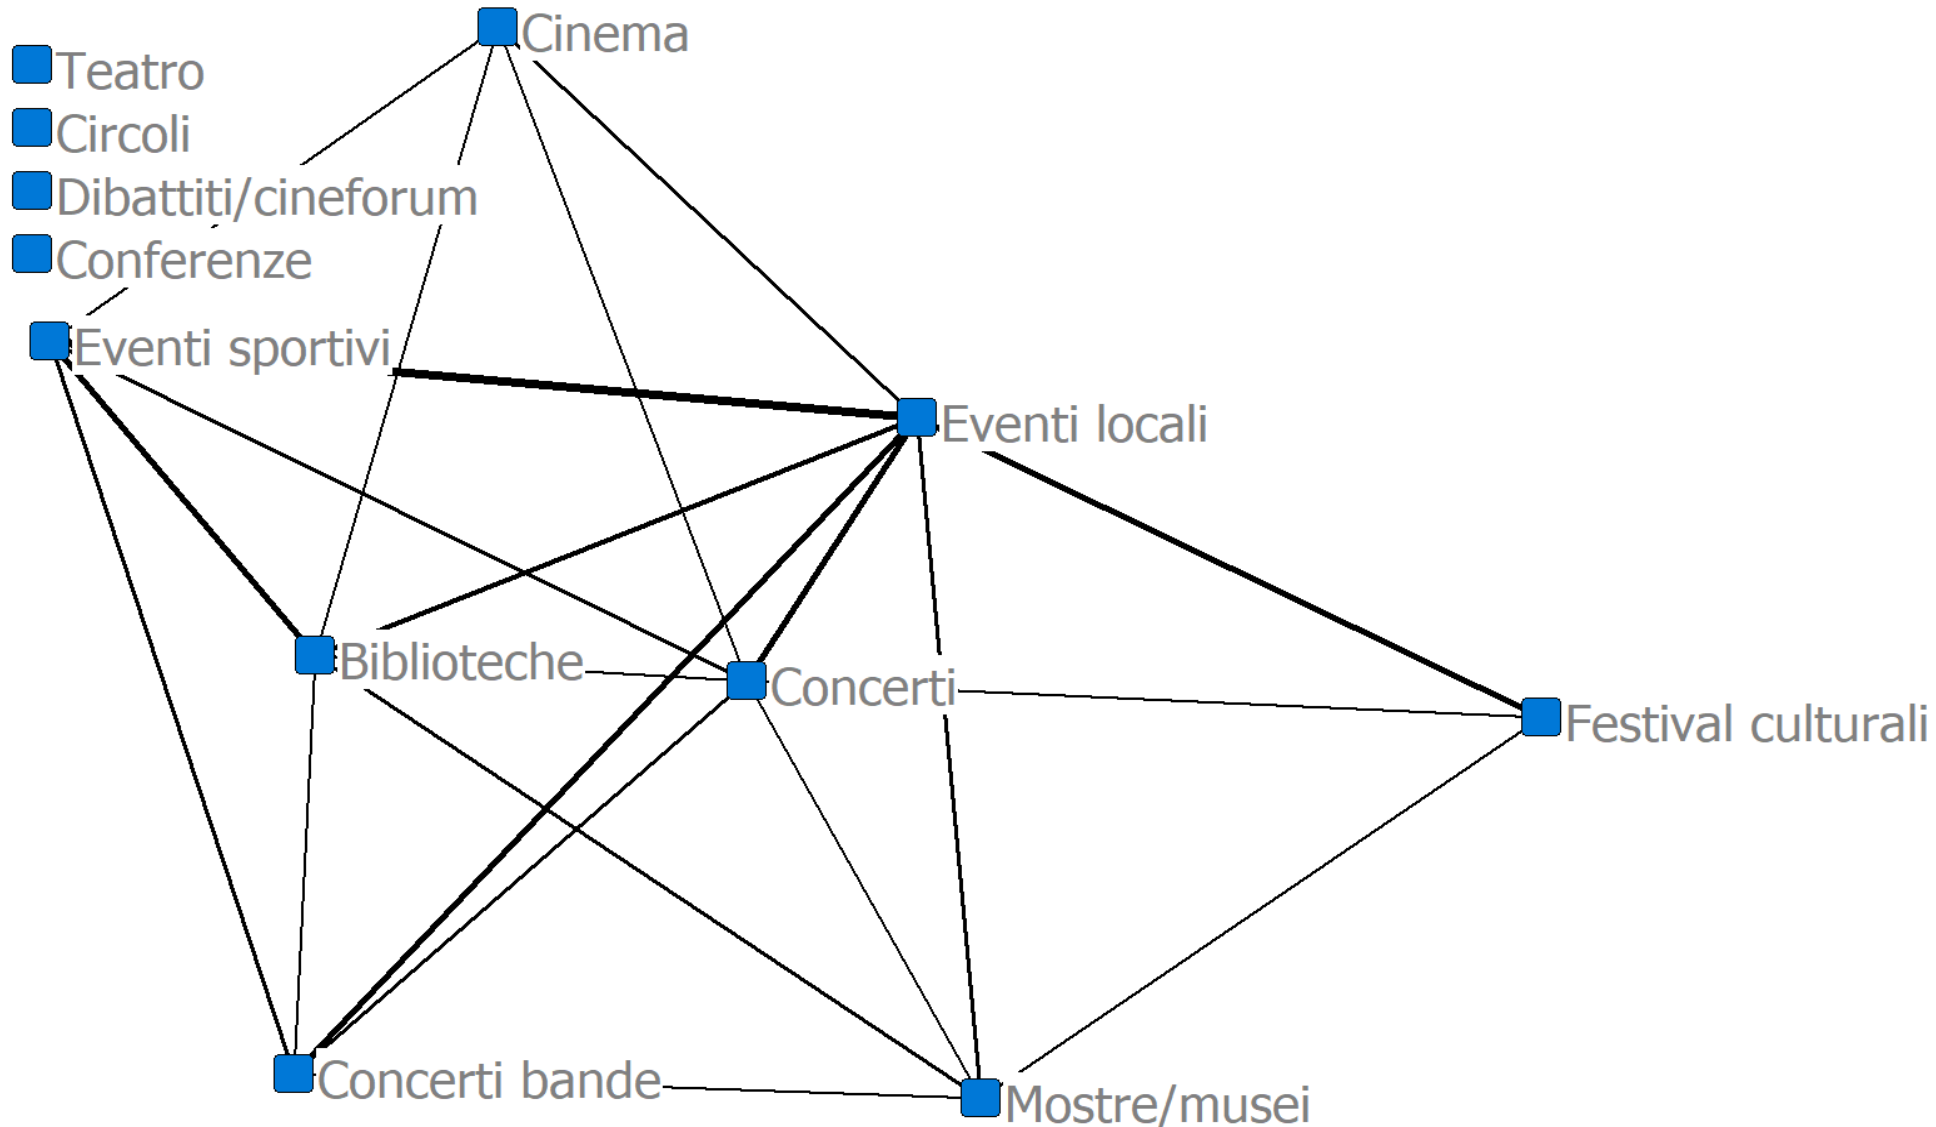 Cinema
Teatro
Circoli
Dibattiti/cineforum
Conferenze
Eventi sportivi
Eventi locali
Biblioteche
Concerti
Festival culturali
Concerti bande
Mostre/musei